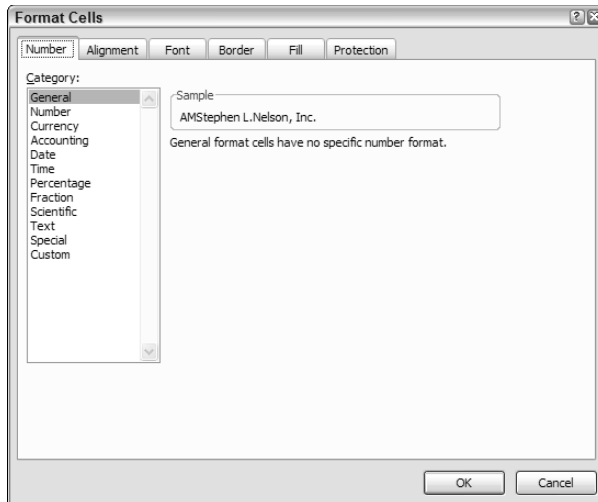 Format Cells
Number Alignment Font Border Fill Protection
Category:
General
Number
Currency
Accounting
Date
Time
Percentage
Fraction
Scientific
Text
Special
Custom
Sample
AMStephen L.Nelson, Inc.
General format cells have no specific number format.
OK Cancel